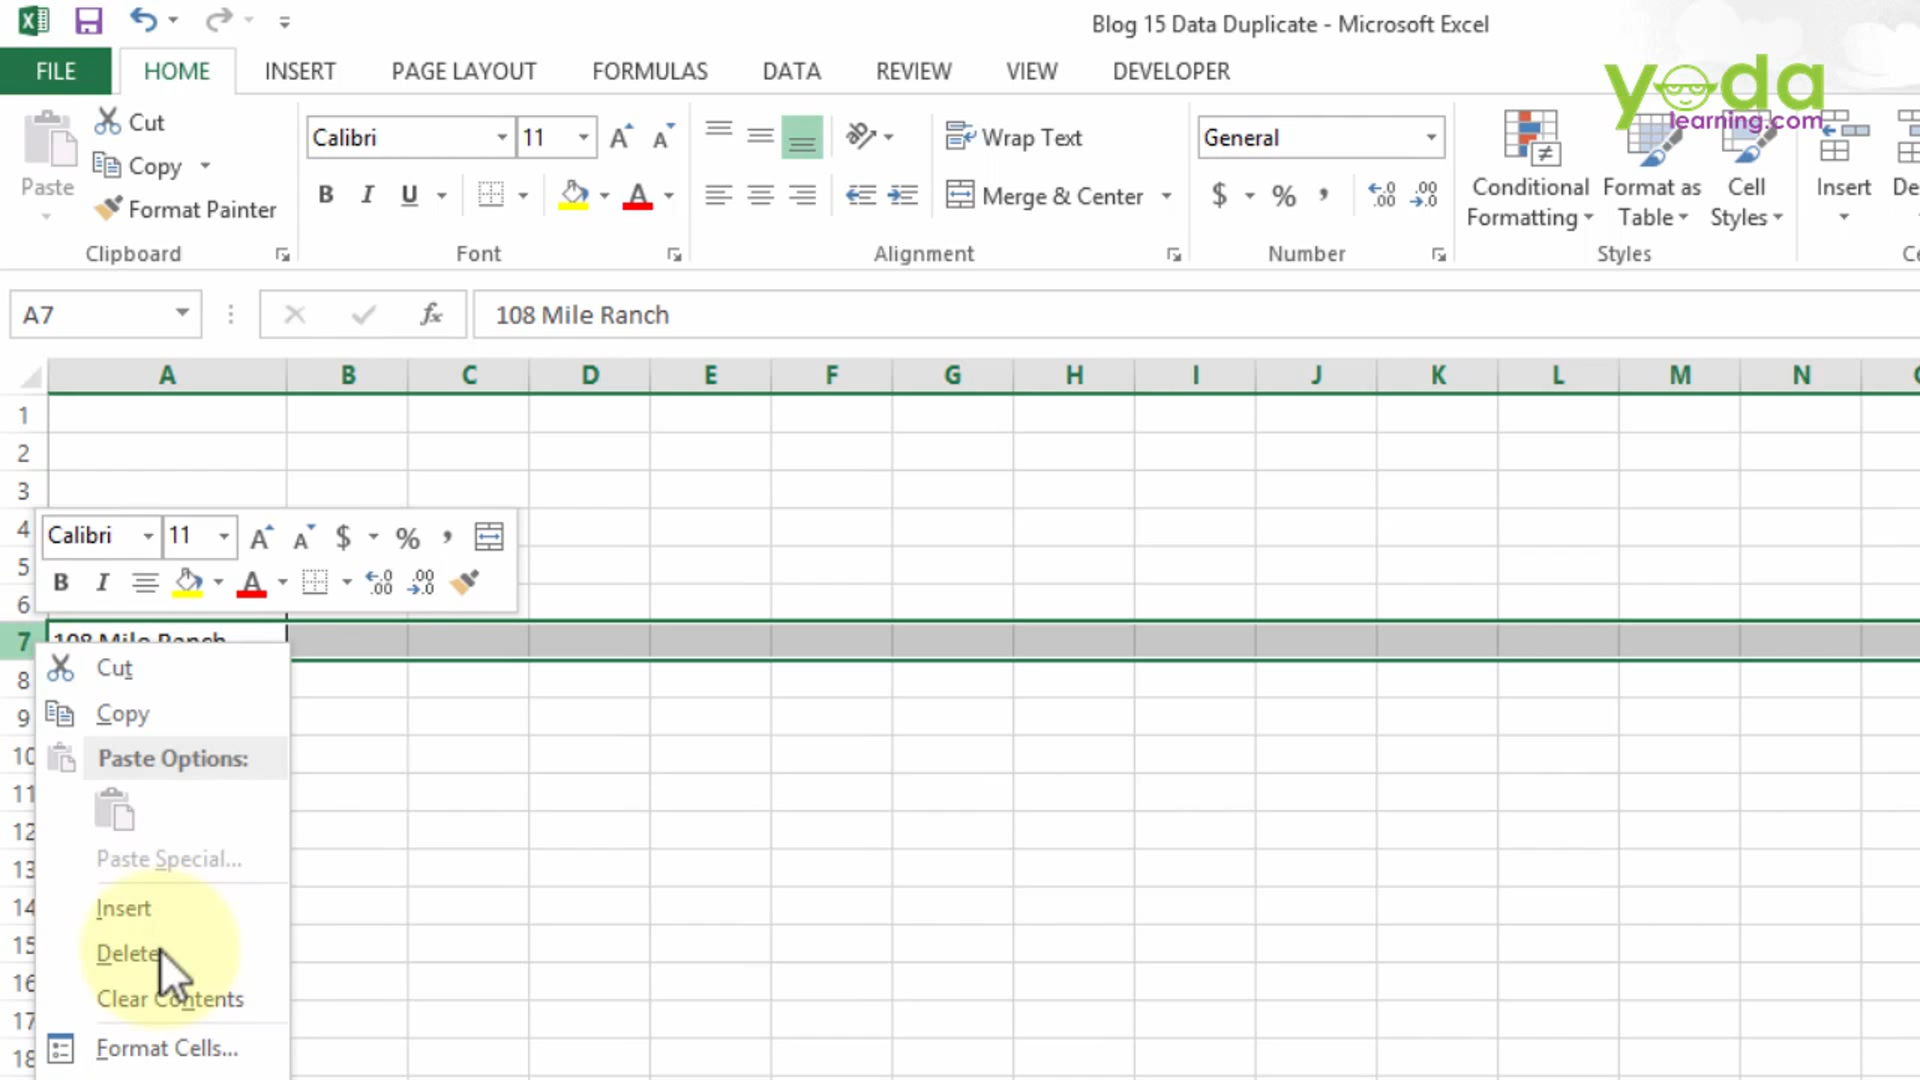 Blog 15 Data Duplicate - Microsoft Excel
FILE HOME INSERT PAGE LAYOUT FORMULAS DATA REVIEW VIEW DEVELOPER
yoda
learning.com
Paste
Cut
Copy
Format Painter
Clipboard
Calibri 11
B I U
Font
Wrap Text
Merge & Center
Alignment
General
$ % ,
Number
Conditional
Formatting
Format as
Table
Cell
Styles
Styles
Insert
A7 fx 108 Mile Ranch
A B C D E F G H I J K L M N
1
2
3
4
5
6
Calibri 11 A A $ % ,
B I A
7 108 Mile Ranch
8
9
10
11
12
13
14
15
16
17
18
Cut
Copy
Paste Options:
Paste Special...
Insert
Delete
Clear Contents
Format Cells...